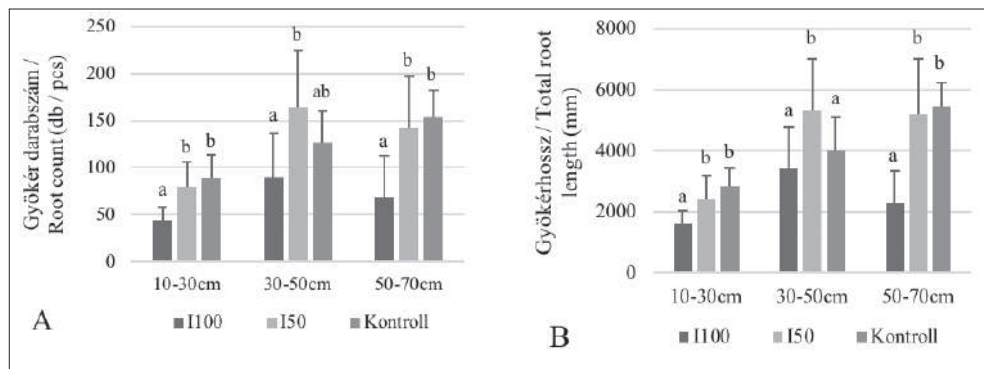 Gyökér darabszám /
Root count (db / pcs)
250
200
150
100
50
0
a b b
a b ab
a b b
10-30cm 30-50cm 50-70cm
A
I100 I50 Kontroll
Gyökérhossz / Total root
length (mm)
8000
6000
4000
2000
0
a b b
a b a
a b b
10-30cm 30-50cm 50-70cm
B
I100 I50 Kontroll